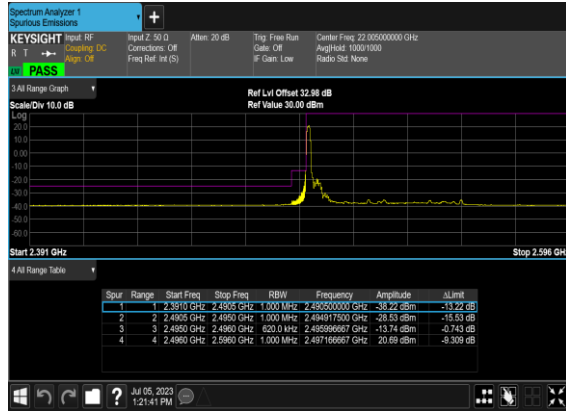 Spectrum Analyzer 1
Spurious Emissions
+
KEYSIGHT Input: RF Input Z: 50 Ω Atten: 20 dB Trig: Free Run Center Freq: 22.005000000 GHz
R T Coupling: DC Corrections: Off Gate: Off Avg|Hold: 1000/1000
Align: Off Freq Ref: Int (S) IF Gain: Low Radio Std: None
PASS
3 All Range Graph
Ref Lvl Offset 32.98 dB
Scale/Div 10.0 dB Ref Value 30.00 dBm
Log
20.0
10.0
0.00
-10.0
-20.0
-30.0
-40.0
-50.0
-60.0
Start 2.391 GHz Stop 2.596 GHz
4 All Range Table
Spur Range Start Freq Stop Freq RBW Frequency Amplitude ΔLimit
1 1 2.3910 GHz 2.4905 GHz 1.000 MHz 2.490500000 GHz -38.22 dBm -13.22 dB
2 2 2.4905 GHz 2.4950 GHz 1.000 MHz 2.494917500 GHz -28.53 dBm -15.53 dB
3 3 2.4950 GHz 2.4960 GHz 620.0 kHz 2.495996667 GHz -13.74 dBm -0.743 dB
4 4 2.4960 GHz 2.5960 GHz 1.000 MHz 2.497166667 GHz 20.69 dBm -9.309 dB
? Jul 05, 2023
1:21:41 PM